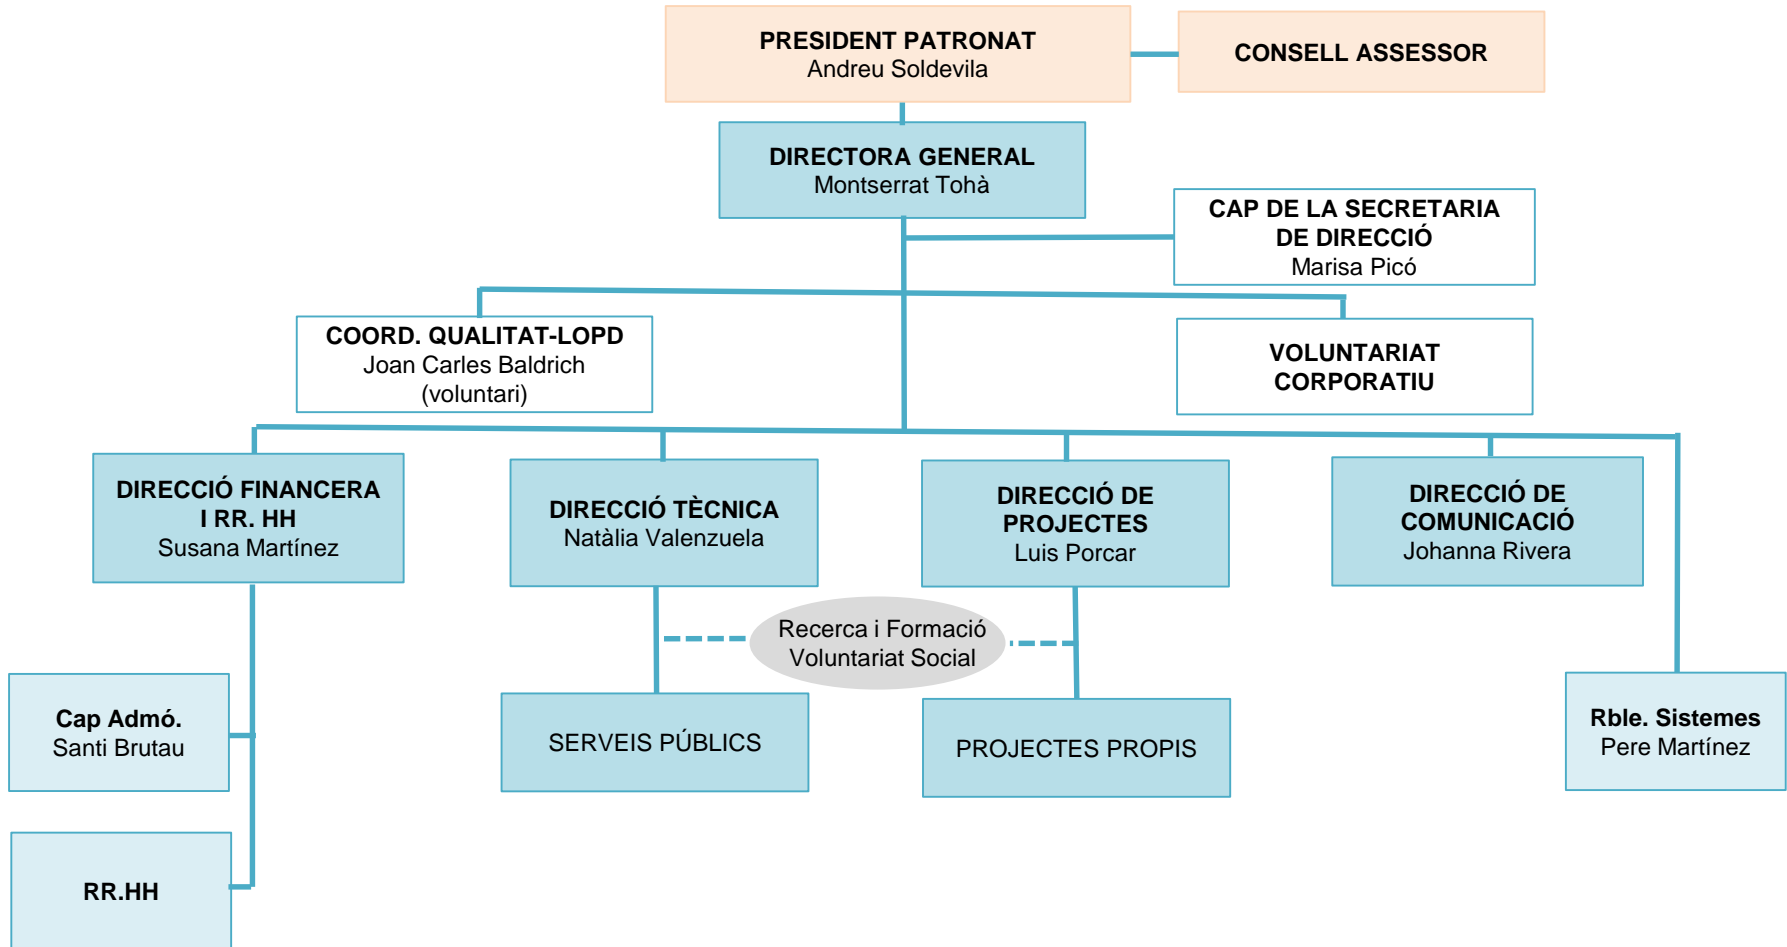 PRESIDENT PATRONAT
Andreu Soldevila
CONSELL ASSESSOR
DIRECTORA GENERAL
Montserrat Tohà
CAP DE LA SECRETARIA
DE DIRECCIÓ
Marisa Picó
COORD. QUALITAT-LOPD
Joan Carles Baldrich
(voluntari)
VOLUNTARIAT
CORPORATIU
DIRECCIÓ FINANCERA
I RR. HH
Susana Martínez
DIRECCIÓ TÈCNICA
Natàlia Valenzuela
DIRECCIÓ DE
PROJECTES
Luis Porcar
DIRECCIÓ DE
COMUNICACIÓ
Johanna Rivera
Recerca i Formació
Voluntariat Social
Cap Admó.
Santi Brutau
SERVEIS PÚBLICS
PROJECTES PROPIS
Rble. Sistemes
Pere Martínez
RR.HH